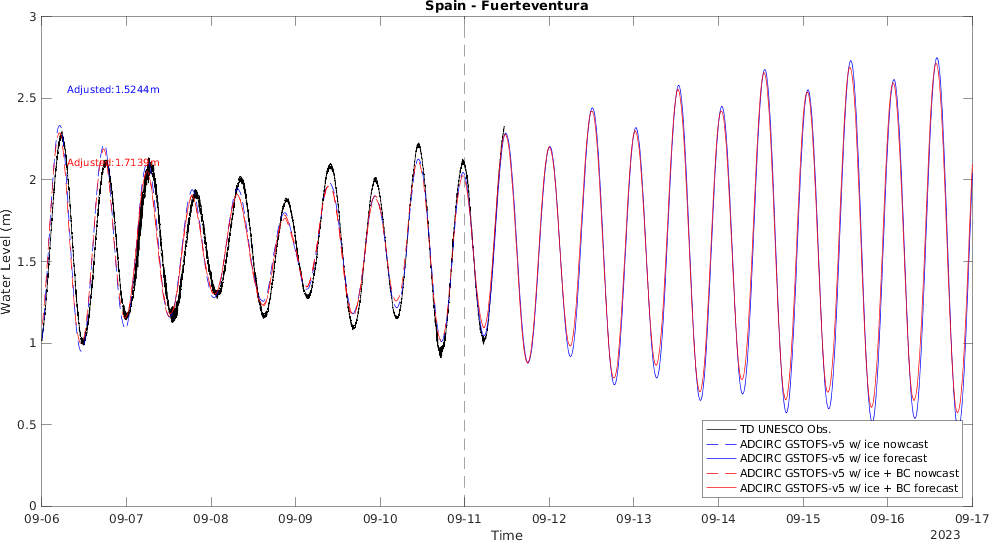 Spain - Fuerteventura
3
2.5
2
1.5
1
0.5
0
Water Level (m)
Adjusted:1.5244m
Adjusted:1.7139m
TD UNESCO Obs.
ADCIRC GSTOFS-v5 w/ ice nowcast
ADCIRC GSTOFS-v5 w/ ice forecast
ADCIRC GSTOFS-v5 w/ ice + BC nowcast
ADCIRC GSTOFS-v5 w/ ice + BC forecast
09-06 09-07 09-08 09-09 09-10 09-11 09-12 09-13 09-14 09-15 09-16 09-17
Time
2023